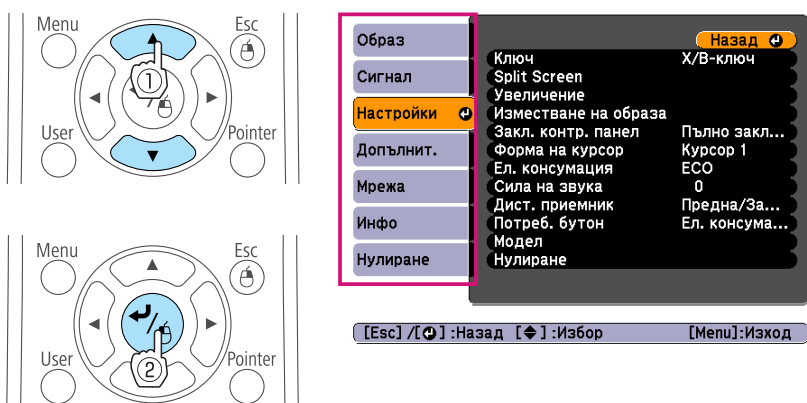 Menu
Esc
①
User
Pointer
Menu
Esc
User
Pointer
②
Образ
Сигнал
Настройки
Допълнит.
Мрежа
Инфо
Нулиране
Назад
Ключ Х/В-ключ
Split Screen
Увеличение
Изместване на образа
Закл. контр. панел Пълно закл...
Форма на курсор Курсор 1
Ел. консумация ECO
Сила на звука 0
Дист. приемник Предна/За...
Потреб. бутон Ел. консума...
Модел
Нулиране
[Esc] /[⏎] :Назад [◆] :Избор [Menu]:Изход